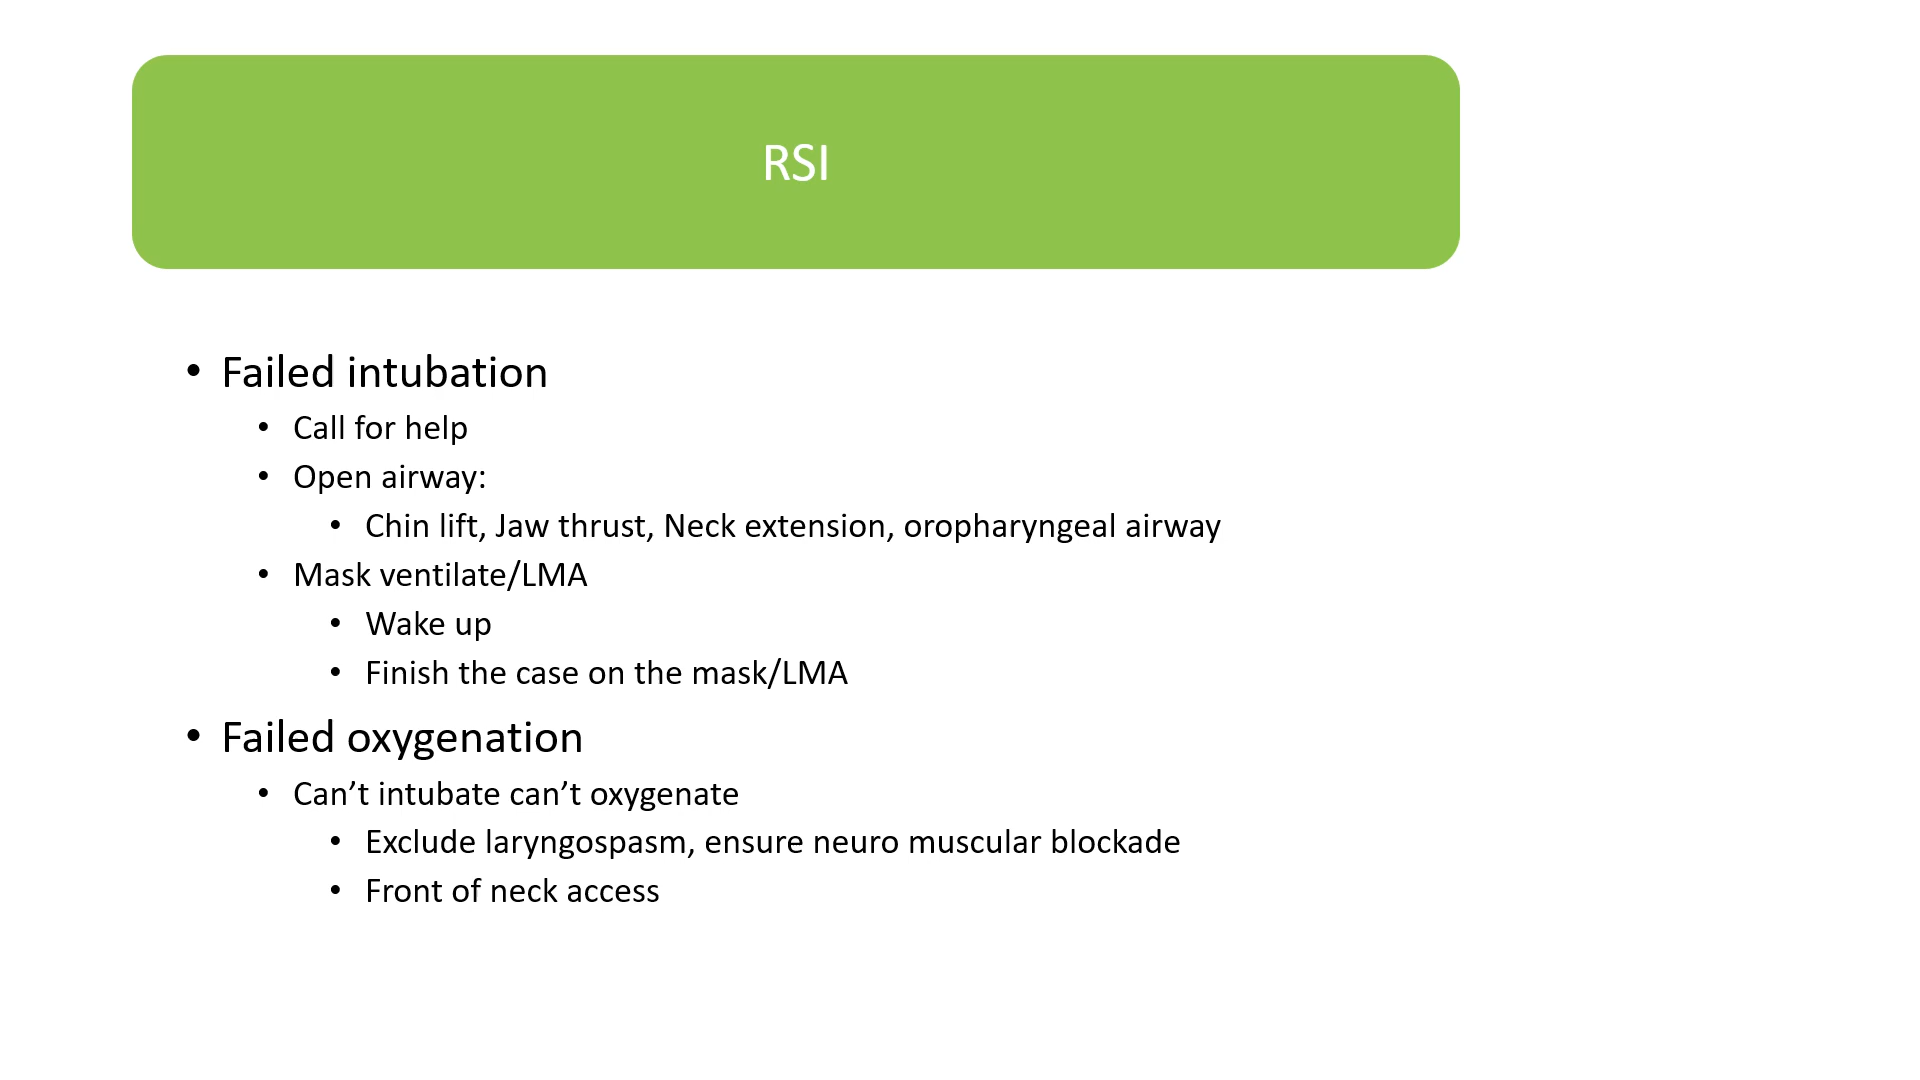 RSI
• Failed intubation
• Call for help
• Open airway:
• Chin lift, Jaw thrust, Neck extension, oropharyngeal airway
• Mask ventilate/LMA
• Wake up
• Finish the case on the mask/LMA
• Failed oxygenation
• Can’t intubate can’t oxygenate
• Exclude laryngospasm, ensure neuro muscular blockade
• Front of neck access